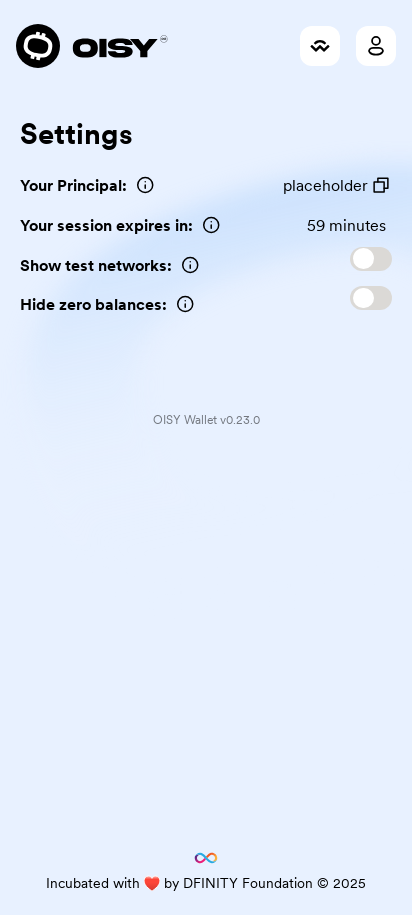 OISY
Settings
Your Principal:
placeholder
Your session expires in:
59 minutes
Show test networks:
Hide zero balances:
OISY Wallet v0.23.0
Incubated with ❤️ by DFINITY Foundation © 2025